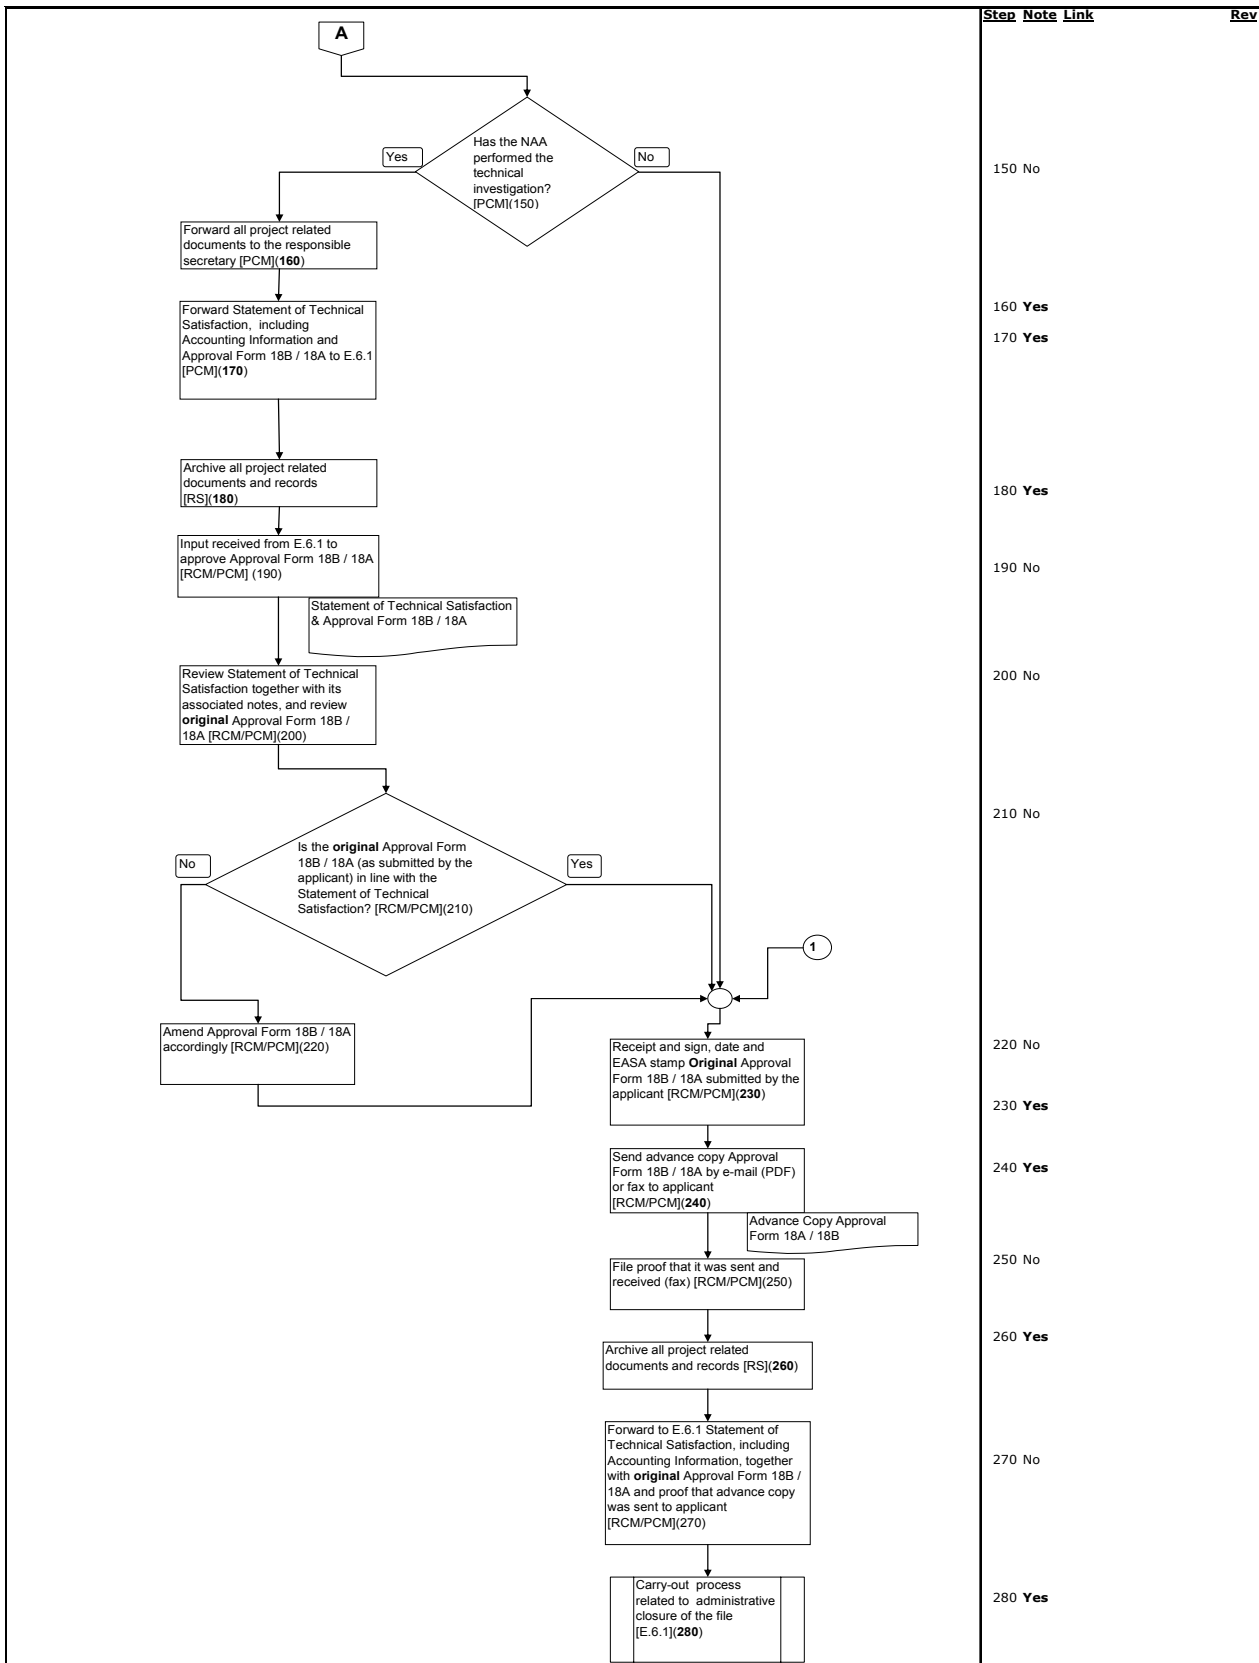 Step Note Link Rev
A
Has the NAA
performed the
technical
investigation?
[PCM](150)
Yes
No
150 No
Forward all project related
documents to the responsible
secretary [PCM](160)
Forward Statement of Technical
Satisfaction, including
Accounting Information and
Approval Form 18B / 18A to E.6.1
[PCM](170)
160 Yes
170 Yes
Archive all project related
documents and records
[RS](180)
180 Yes
Input received from E.6.1 to
approve Approval Form 18B / 18A
[RCM/PCM] (190)
190 No
Statement of Technical Satisfaction
& Approval Form 18B / 18A
Review Statement of Technical
Satisfaction together with its
associated notes, and review
original Approval Form 18B /
18A [RCM/PCM](200)
200 No
210 No
Is the original Approval Form
18B / 18A (as submitted by the
applicant) in line with the
Statement of Technical
Satisfaction? [RCM/PCM](210)
No
Yes
1
Amend Approval Form 18B / 18A
accordingly [RCM/PCM](220)
Receipt and sign, date and
EASA stamp Original Approval
Form 18B / 18A submitted by the
applicant [RCM/PCM](230)
220 No
230 Yes
Send advance copy Approval
Form 18B / 18A by e-mail (PDF)
or fax to applicant
[RCM/PCM](240)
240 Yes
Advance Copy Approval
Form 18A / 18B
File proof that it was sent and
received (fax) [RCM/PCM](250)
250 No
Archive all project related
documents and records [RS](260)
260 Yes
Forward to E.6.1 Statement of
Technical Satisfaction, including
Accounting Information, together
with original Approval Form 18B /
18A and proof that advance copy
was sent to applicant
[RCM/PCM](270)
270 No
Carry-out process
related to administrative
closure of the file
[E.6.1](280)
280 Yes